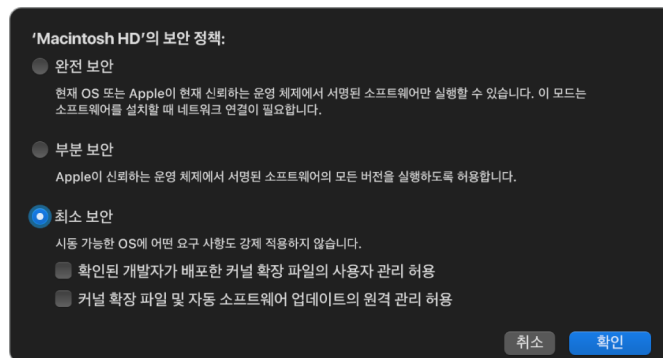 'Macintosh HD'의 보안 정책:
완전 보안
현재 OS 또는 Apple이 현재 신뢰하는 운영 체제에서 서명된 소프트웨어만 실행할 수 있습니다. 이 모드는
소프트웨어를 설치할 때 네트워크 연결이 필요합니다.
부분 보안
Apple이 신뢰하는 운영 체제에서 서명된 소프트웨어의 모든 버전을 실행하도록 허용합니다.
최소 보안
시동 가능한 OS에 어떤 요구 사항도 강제 적용하지 않습니다.
확인된 개발자가 배포한 커널 확장 파일의 사용자 관리 허용
커널 확장 파일 및 자동 소프트웨어 업데이트의 원격 관리 허용
취소 확인